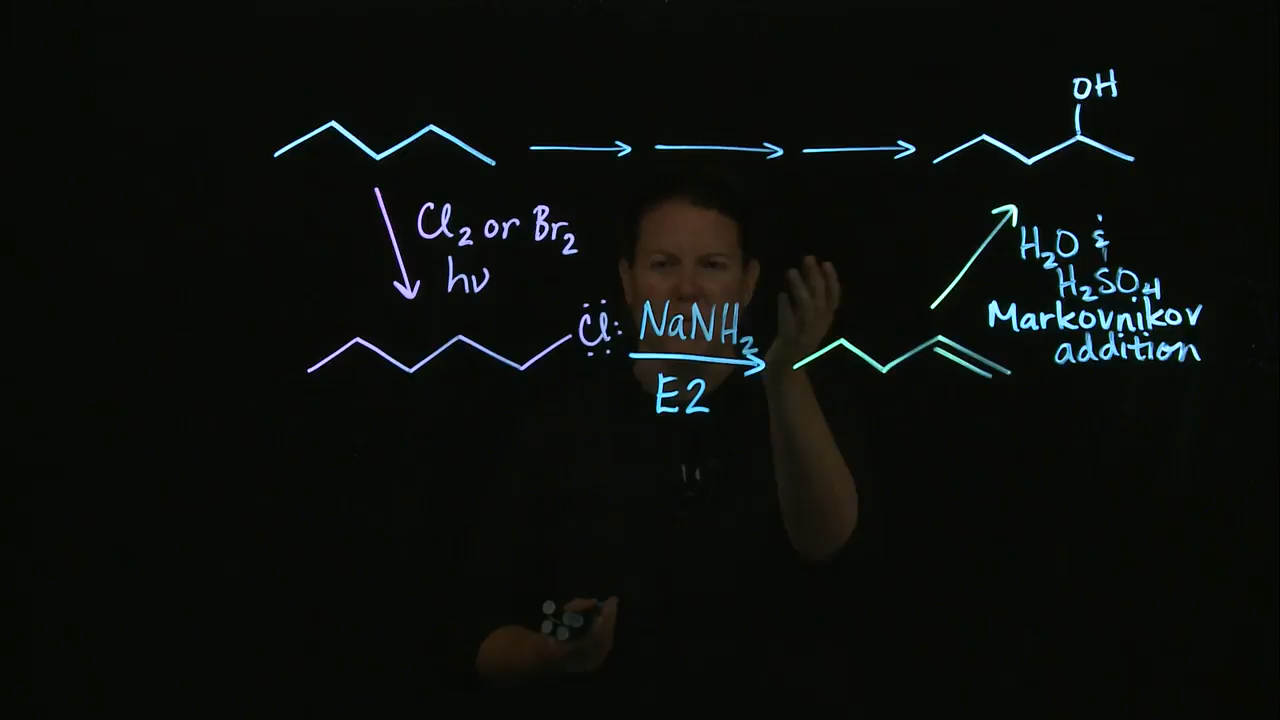 OH
Cl2 or Br2
hν
H2O &
H2SO4
Markovnikov
addition
:Cl: NaNH2
E2